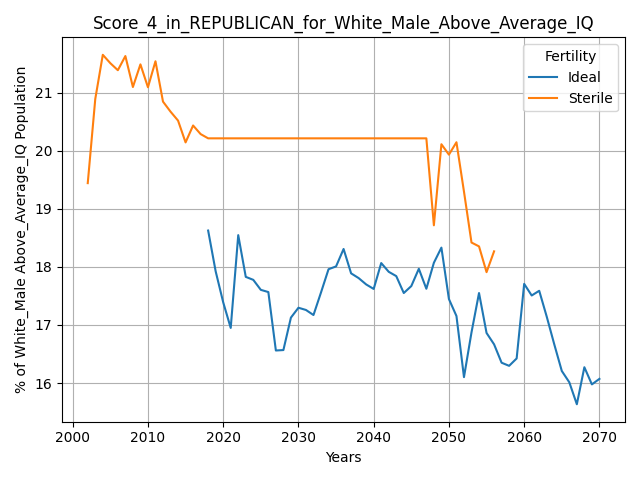 Score_4_in_REPUBLICAN_for_White_Male_Above_Average_IQ
% of White_Male Above_Average_IQ Population
21
20
19
18
17
16
Fertility
Ideal
Sterile
2000 2010 2020 2030 2040 2050 2060 2070
Years